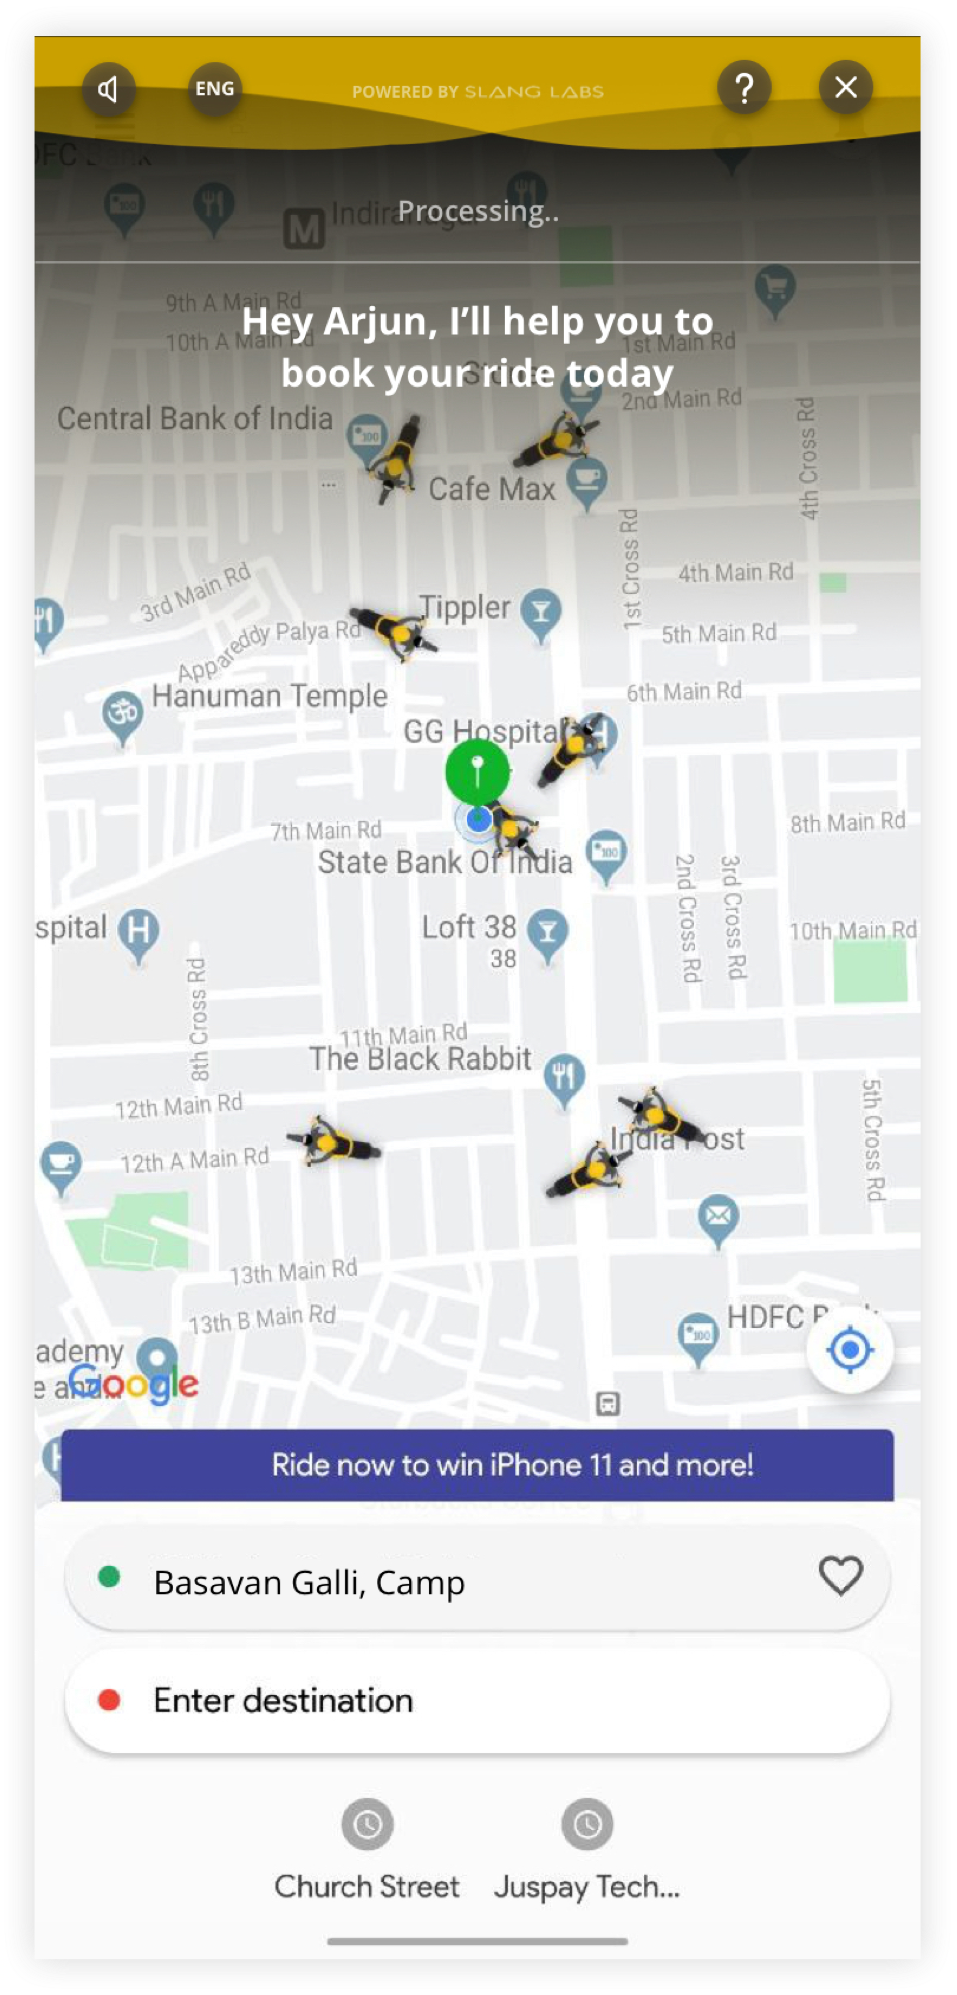 ENG
POWERED BY SLANG LABS
Processing..
Hey Arjun, I'll help you to
book your ride today
M
9th A Main Rd
10th A Main Rd
1st Main Rd
2nd Main Rd
Central Bank of India
...
Cafe Max
4th Cross Rd
1st Cross Rd
3rd Main Rd
4th Main Rd
Tippler
Appareddy Palya Rd
5th Main Rd
Hanuman Temple
6th Main Rd
GG Hospital
7th Main Rd
8th Main Rd
State Bank Of India
2nd Cross Rd
3rd Cross Rd
spital
H
Loft 38
38
10th Main Rd
8th Cross Rd
11th Main Rd
The Black Rabbit
12th Main Rd
India Post
5th Cross Rd
12th A Main Rd
13th Main Rd
13th B Main Rd
HDFC
ademy
e and...
Google
Ride now to win iPhone 11 and more!
Basavan Galli, Camp
Enter destination
Church Street
Juspay Tech...